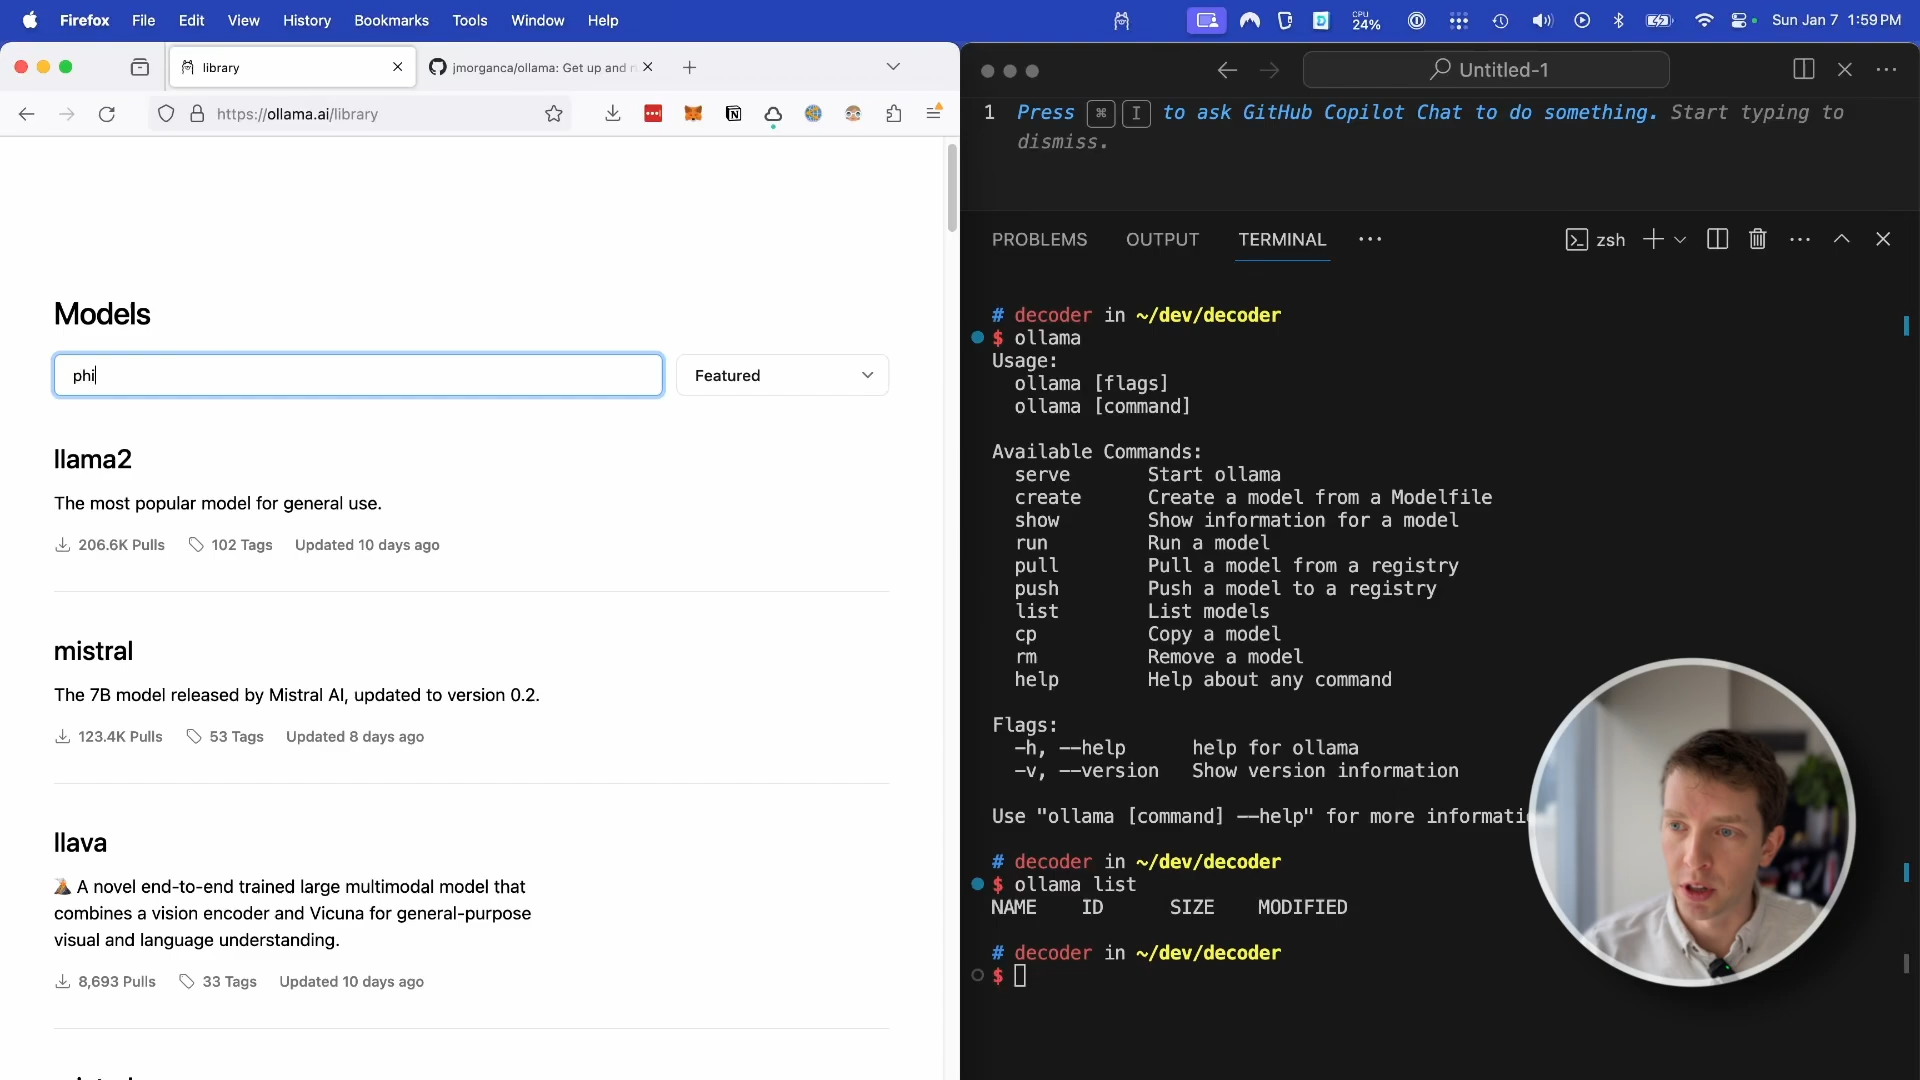 Firefox File Edit View History Bookmarks Tools Window Help
CPU
24%
Sun Jan 7 1:59 PM
library
jmorganca/ollama: Get up and r
https://ollama.ai/library
Models
phi
Featured
llama2
The most popular model for general use.
206.6K Pulls 102 Tags Updated 10 days ago
mistral
The 7B model released by Mistral AI, updated to version 0.2.
123.4K Pulls 53 Tags Updated 8 days ago
llava
🌋 A novel end-to-end trained large multimodal model that
combines a vision encoder and Vicuna for general-purpose
visual and language understanding.
8,693 Pulls 33 Tags Updated 10 days ago
Untitled-1
1 Press ⌘ I to ask GitHub Copilot Chat to do something. Start typing to
dismiss.
PROBLEMS OUTPUT TERMINAL ··· zsh
# decoder in ~/dev/decoder
$ ollama
Usage:
ollama [flags]
ollama [command]
Available Commands:
serve Start ollama
create Create a model from a Modelfile
show Show information for a model
run Run a model
pull Pull a model from a registry
push Push a model to a registry
list List models
cp Copy a model
rm Remove a model
help Help about any command
Flags:
-h, --help help for ollama
-v, --version Show version information
Use "ollama [command] --help" for more informati
# decoder in ~/dev/decoder
$ ollama list
NAME ID SIZE MODIFIED
# decoder in ~/dev/decoder
$